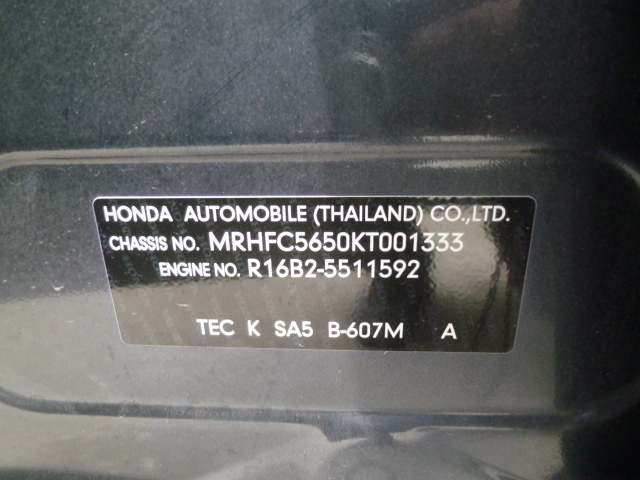 HONDA AUTOMOBILE (THAILAND) CO.,LTD.
CHASSIS NO. MRHFC5650KT001333
ENGINE NO. R16B2-5511592
TEC K SA5 B-607M A